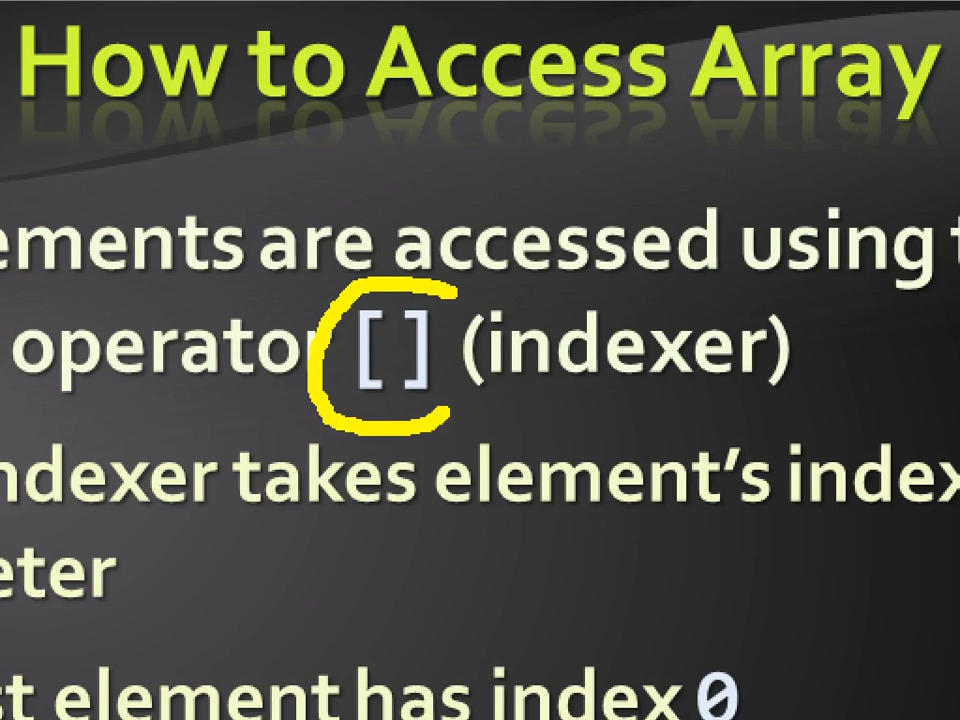 How to Access Array
ements are accessed using t
operator [] (indexer)
ndexer takes element’s index
eter
st element has index 0